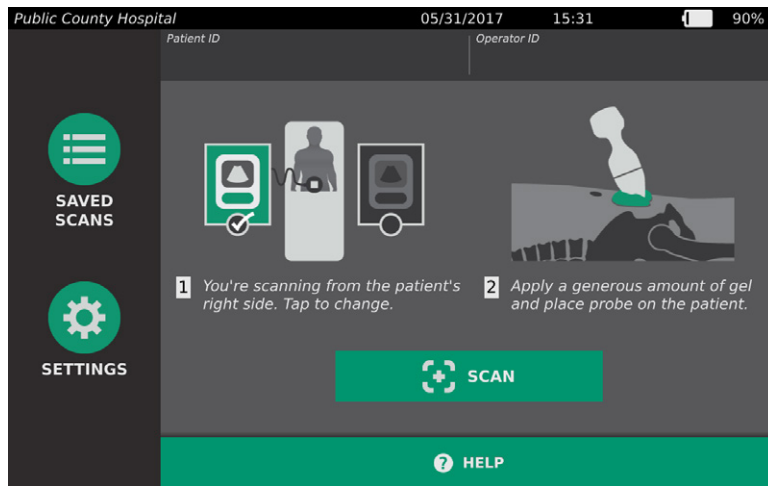 Public County Hospital 05/31/2017 15:31 90%
Patient ID Operator ID
SAVED
SCANS
SETTINGS
1 You're scanning from the patient's
right side. Tap to change.
2 Apply a generous amount of gel
and place probe on the patient.
SCAN
? HELP